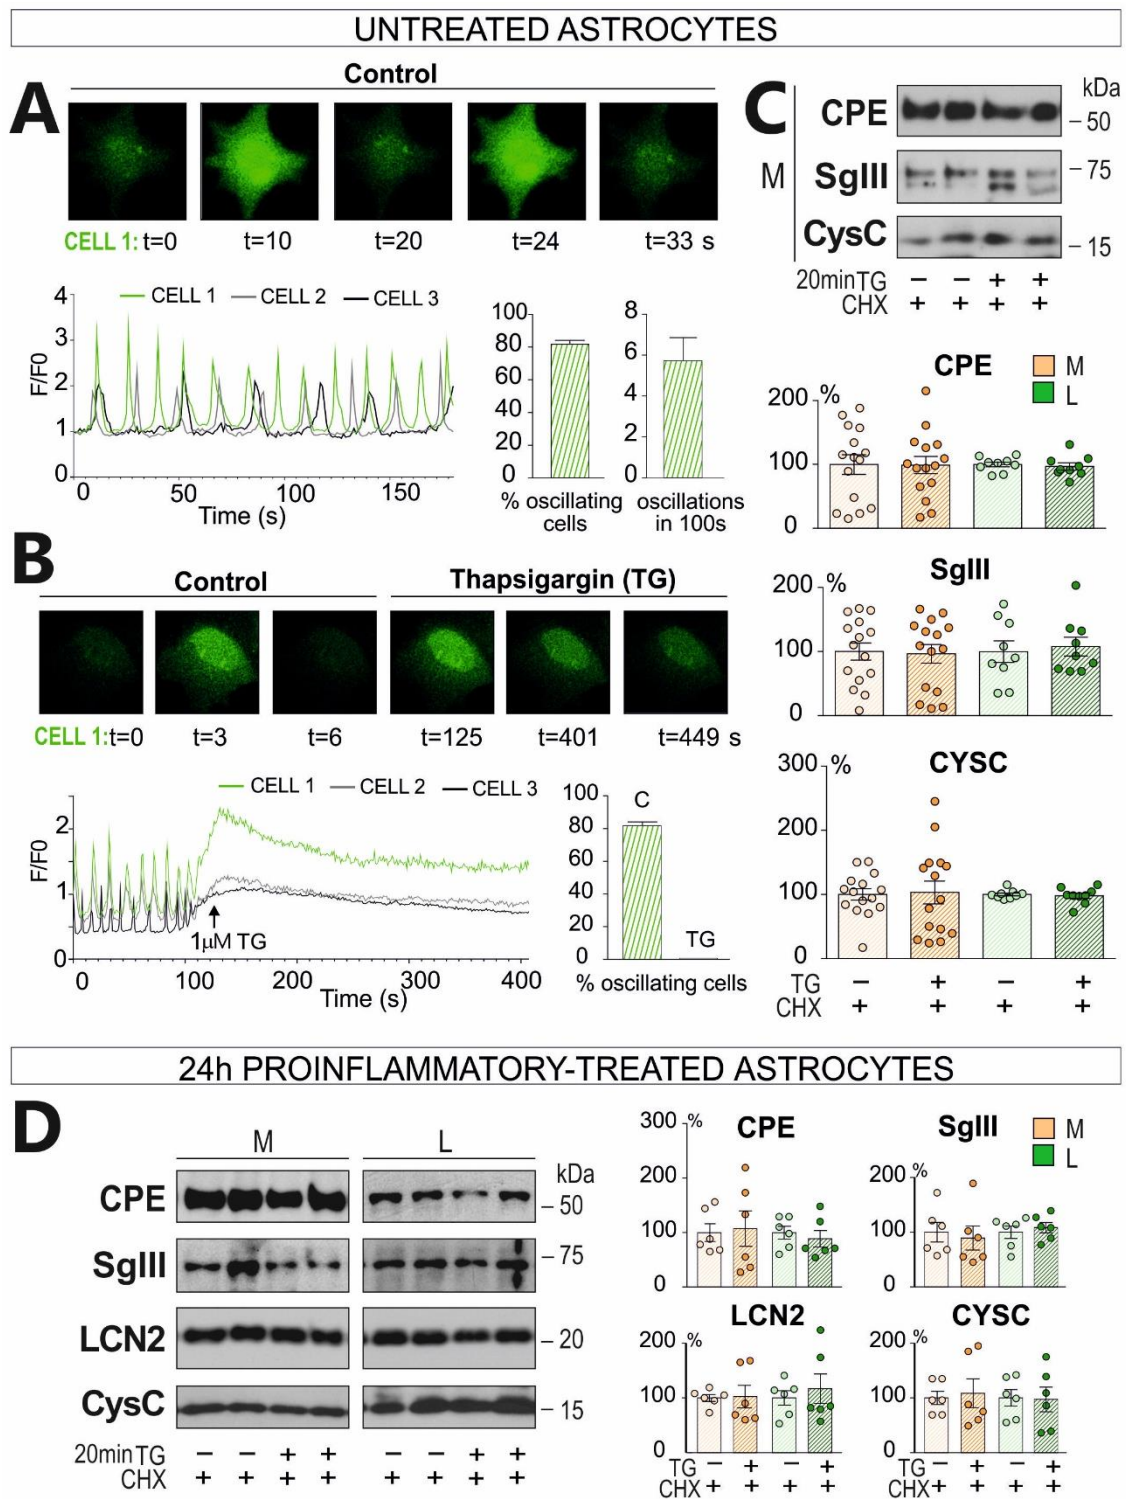 UNTREATED ASTROCYTES
A
Control
CELL 1: t=0 t=10 t=20 t=24 t=33 s
CELL 1 CELL 2 CELL 3
4
3
2
1
0
F/F0
0 50 100 150
Time (s)
100
80
60
40
20
0
% oscillating
cells
8
6
4
2
0
oscillations
in 100s
B
Control Thapsigargin (TG)
CELL 1: t=0 t=3 t=6 t=125 t=401 t=449 s
CELL 1 CELL 2 CELL 3
2
1
0
F/F0
1µM TG
0 100 200 300 400
Time (s)
100
80
60
40
20
0
C
TG
% oscillating cells
C
kDa
M
CPE – 50
SgIII – 75
CysC – 15
20min TG – – + +
CHX + + + +
CPE
M
L
200 %
100
0
SgIII
200 %
100
0
CYSC
300 %
200
100
0
TG – + – +
CHX + + + +
24h PROINFLAMMATORY-TREATED ASTROCYTES
D
M L
kDa
CPE – 50
SgIII – 75
LCN2 – 20
CysC – 15
20min TG – – + + – – + +
CHX + + + + + + + +
CPE
300 %
200
100
0
SgIII
M
L
200 %
100
0
LCN2
200 %
100
0
TG – + – +
CHX + + + +
CYSC
200 %
100
0
TG – + – +
CHX + + + +